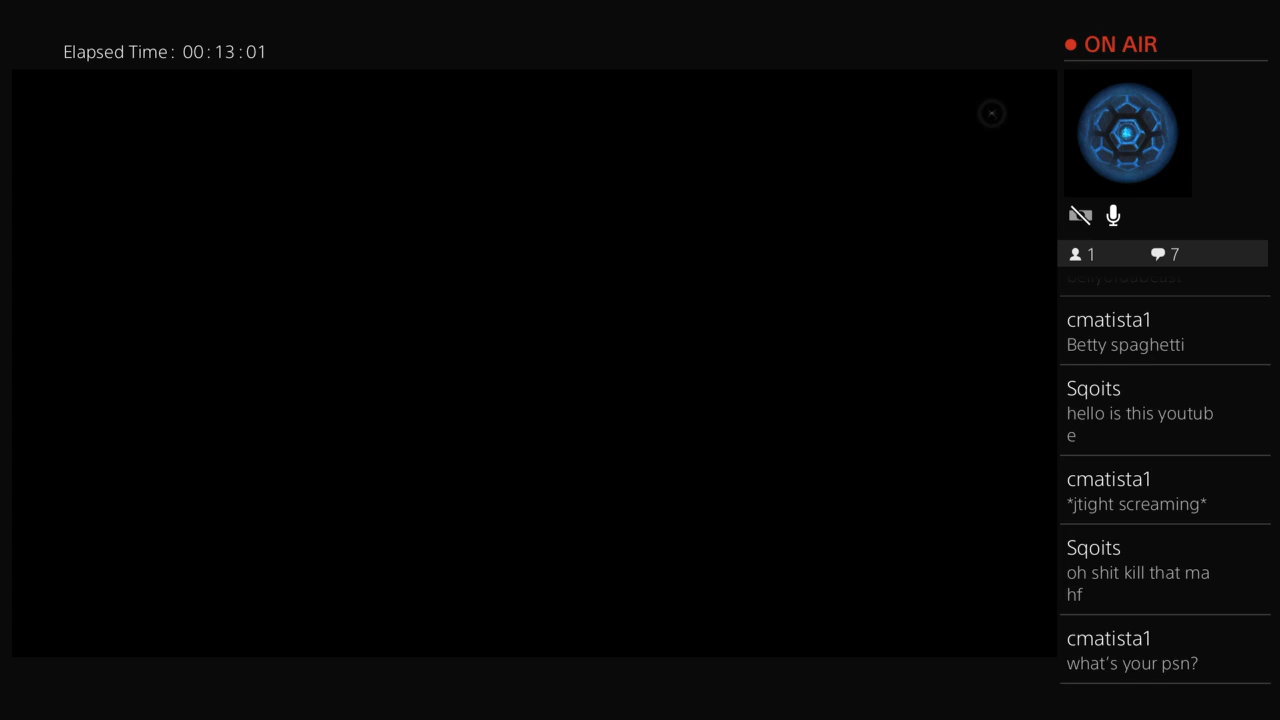 Elapsed Time: 00:13:01
ON AIR
1 7
cmatista1
Betty spaghetti
Sqoits
hello is this youtub
e
cmatista1
*jtight screaming*
Sqoits
oh shit kill that ma
hf
cmatista1
what's your psn?